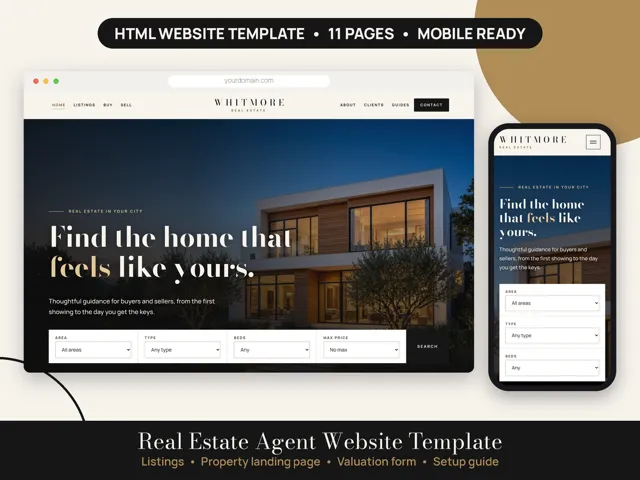 HTML WEBSITE TEMPLATE • 11 PAGES • MOBILE READY
yourdomain.com
HOME LISTINGS BUY SELL
WHITMORE
REAL ESTATE
ABOUT CLIENTS GUIDES CONTACT
REAL ESTATE IN YOUR CITY
Find the home that
feels like yours.
Thoughtful guidance for buyers and sellers, from the first
showing to the day you get the keys.
AREA TYPE BEDS MAX PRICE
All areas Any type Any No max
SEARCH
WHITMORE
REAL ESTATE
REAL ESTATE IN YOUR CITY
Find the home
that feels like
yours.
Thoughtful guidance for buyers and
sellers, from the showing to the day
you get the keys.
AREA
All areas
TYPE
Any type
BEDS
Any
Real Estate Agent Website Template
Listings • Property landing page • Valuation form • Setup guide